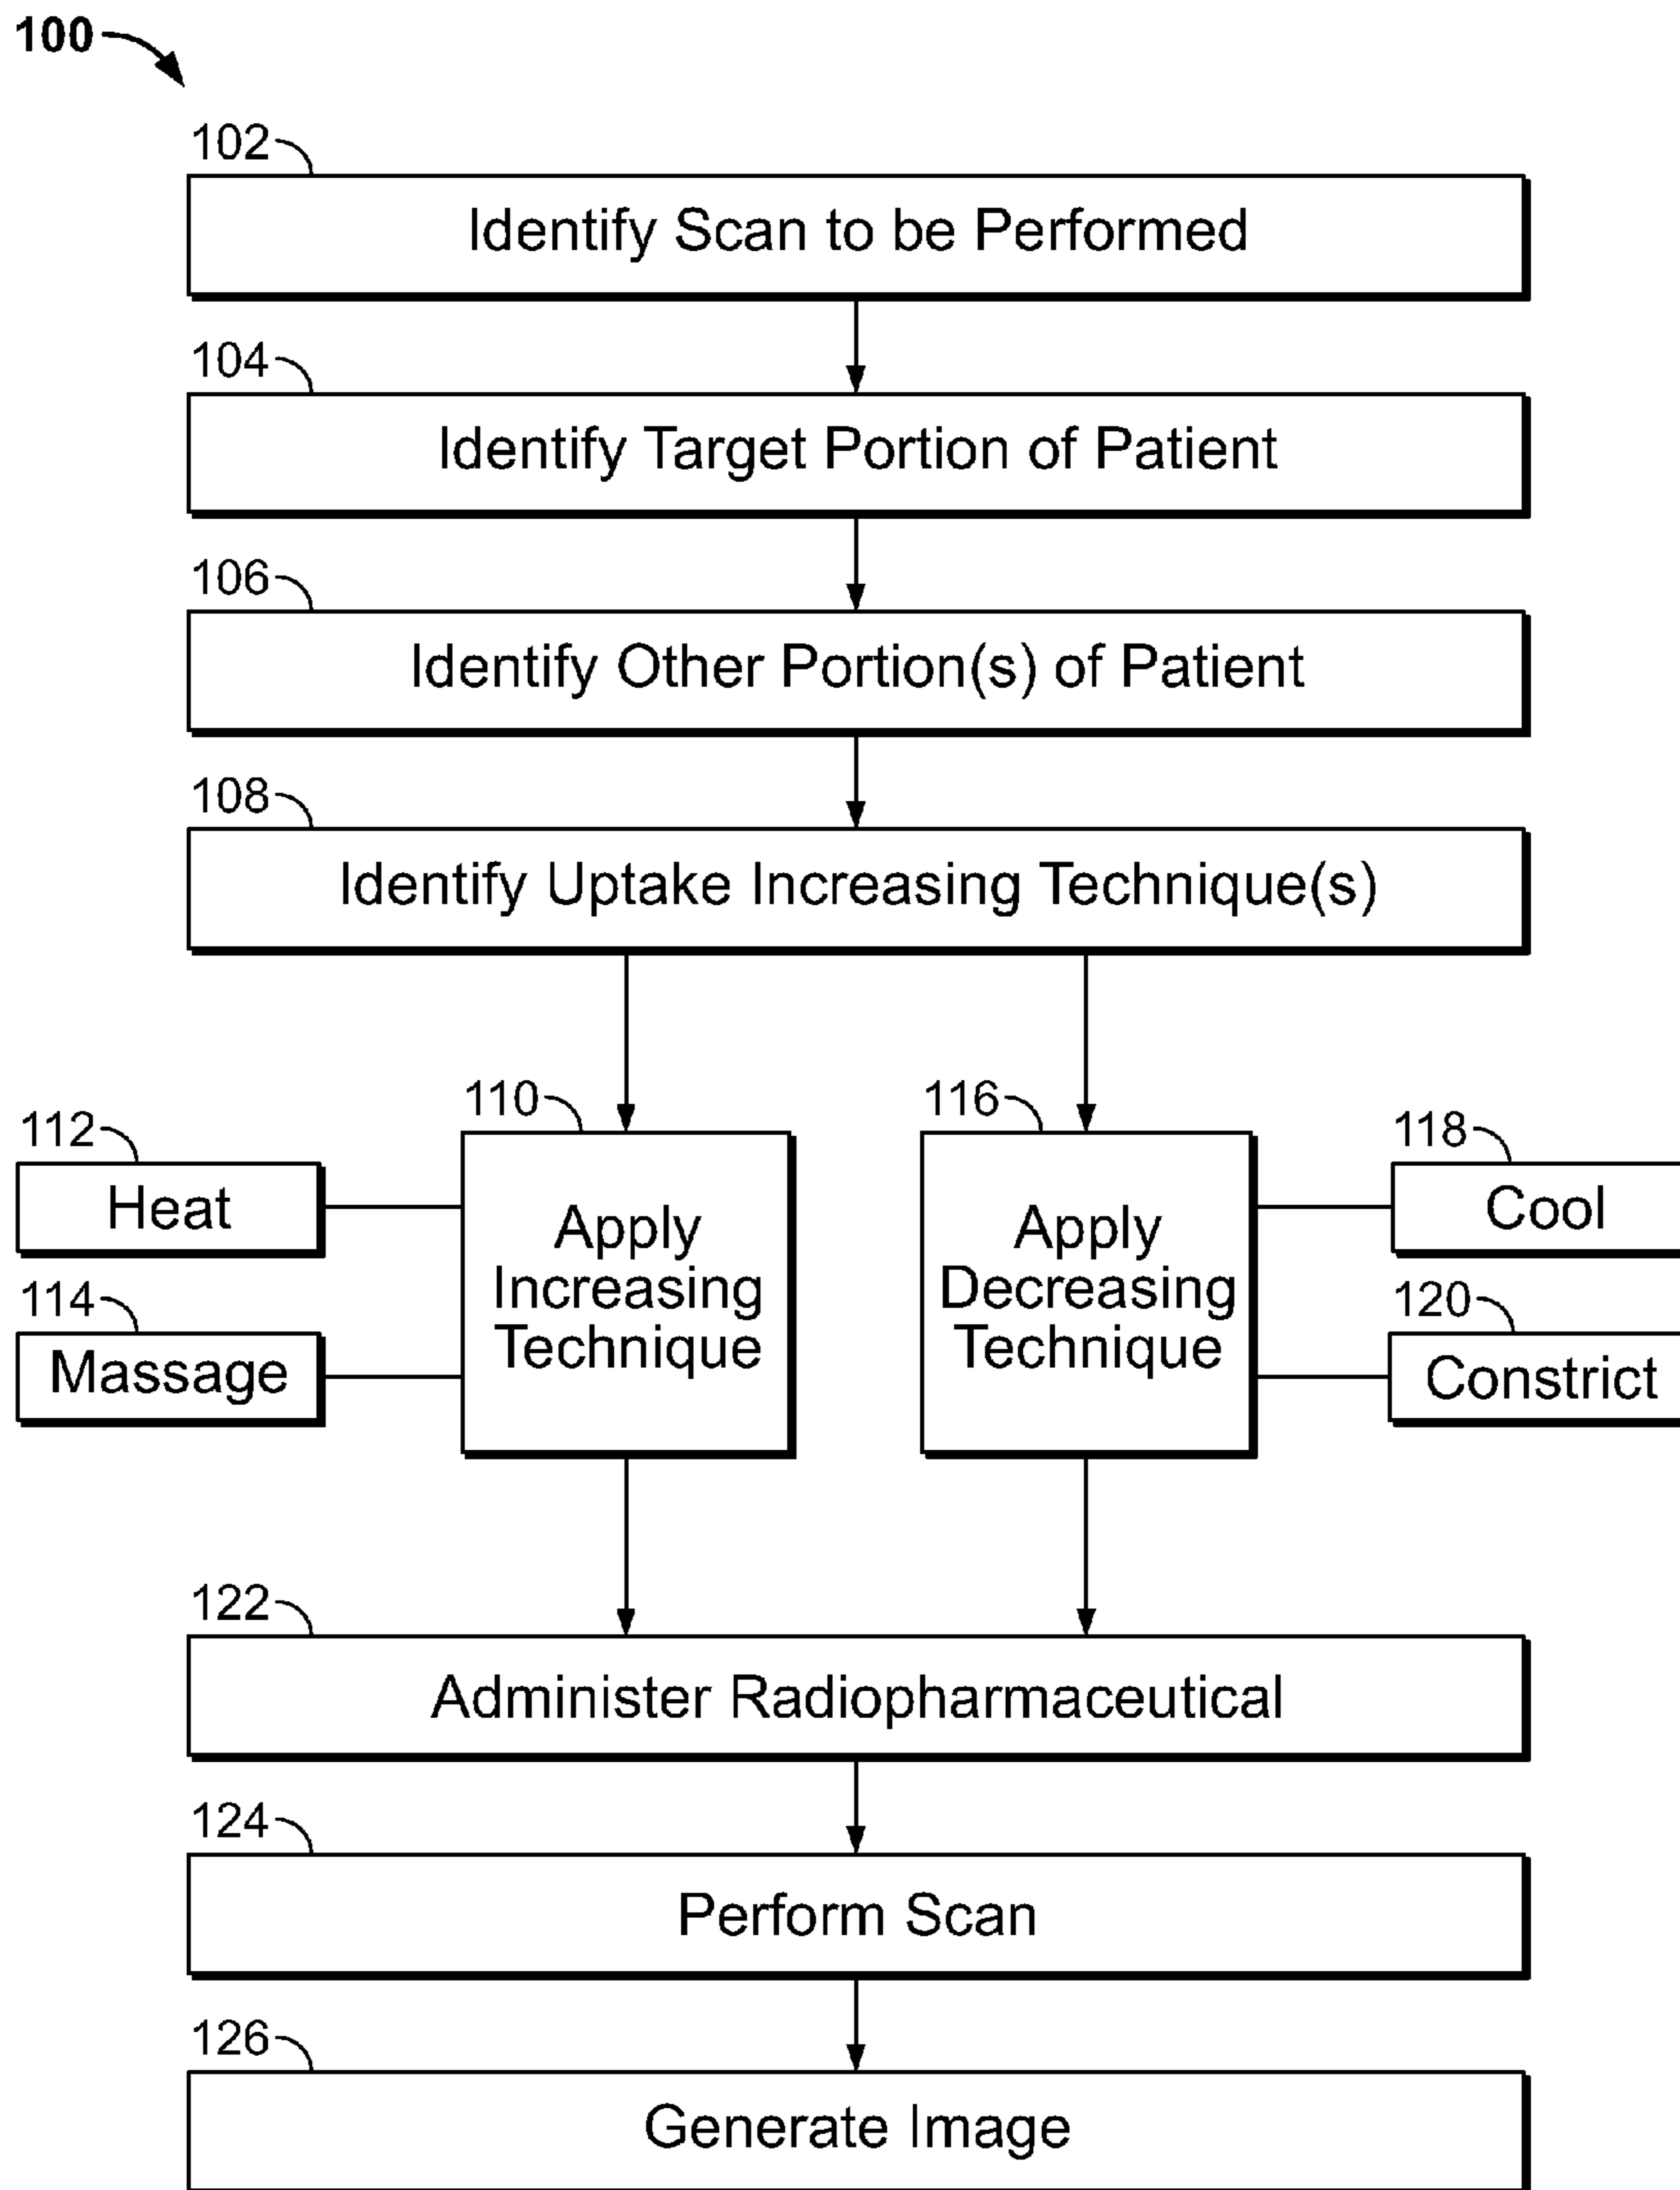 100
102
Identify Scan to be Performed
104
Identify Target Portion of Patient
106
Identify Other Portion(s) of Patient
108
Identify Uptake Increasing Technique(s)
110
Apply
Increasing
Technique
112
Heat
114
Massage
116
Apply
Decreasing
Technique
118
Cool
120
Constrict
122
Administer Radiopharmaceutical
124
Perform Scan
126
Generate Image